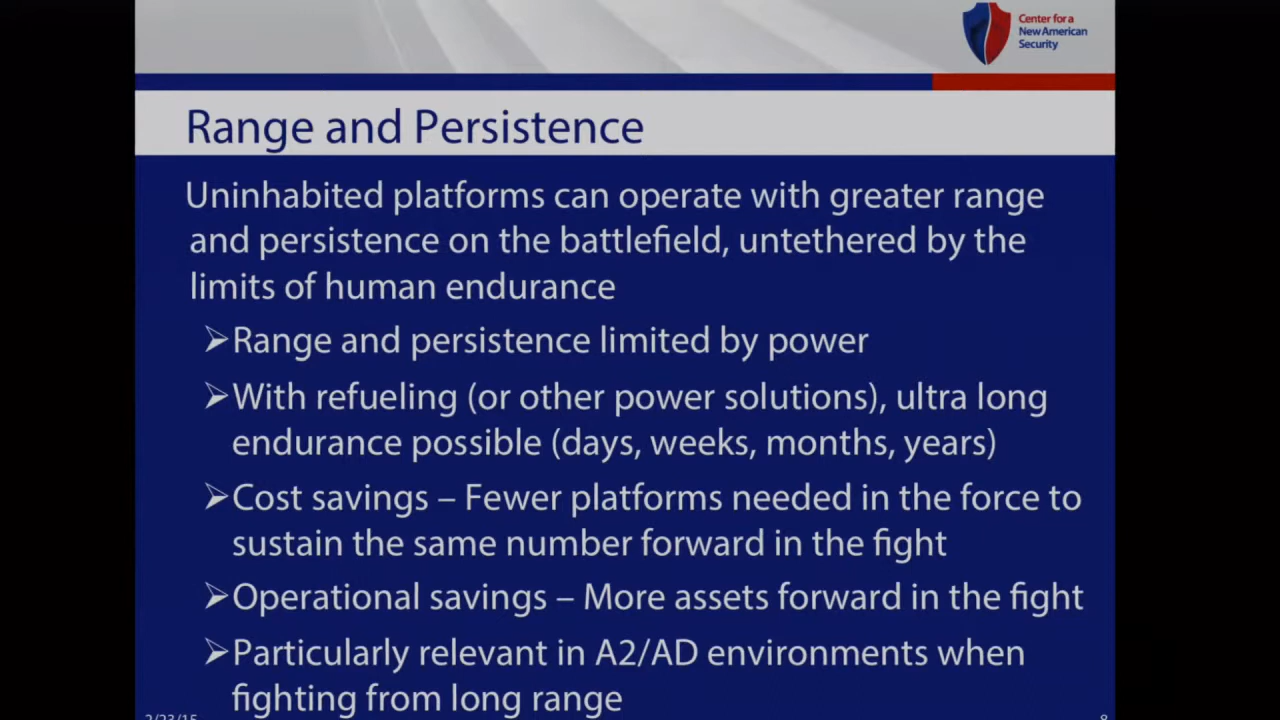 Center for a
New American
Security
Range and Persistence
Uninhabited platforms can operate with greater range
and persistence on the battlefield, untethered by the
limits of human endurance
➢Range and persistence limited by power
➢With refueling (or other power solutions), ultra long
endurance possible (days, weeks, months, years)
➢Cost savings – Fewer platforms needed in the force to
sustain the same number forward in the fight
➢Operational savings – More assets forward in the fight
➢Particularly relevant in A2/AD environments when
fighting from long range
2/23/15
8